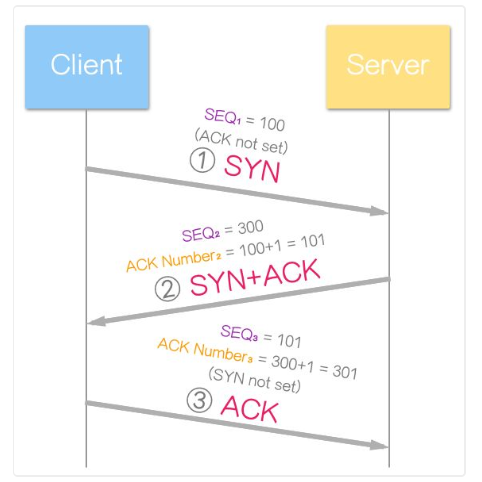 Client
Server
SEQ₁ = 100
(ACK not set)
① SYN
SEQ₂ = 300
ACK Number₂ = 100+1 = 101
② SYN+ACK
SEQ₃ = 101
ACK Number₃ = 300+1 = 301
(SYN not set)
③ ACK